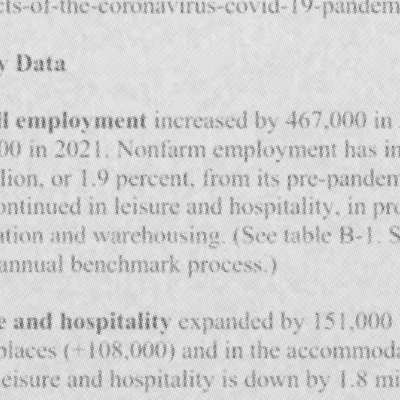 cts-of-the-coronavirus-covid-19-pandem
y Data
ll employment increased by 467,000 in
00 in 2021. Nonfarm employment has in
lion, or 1.9 percent, from its pre-pandem
ontinued in leisure and hospitality, in pro
ation and warehousing. (See table B-1. S
annual benchmark process.)
e and hospitality expanded by 151,000
places (+108,000) and in the accommoda
leisure and hospitality is down by 1.8 mi